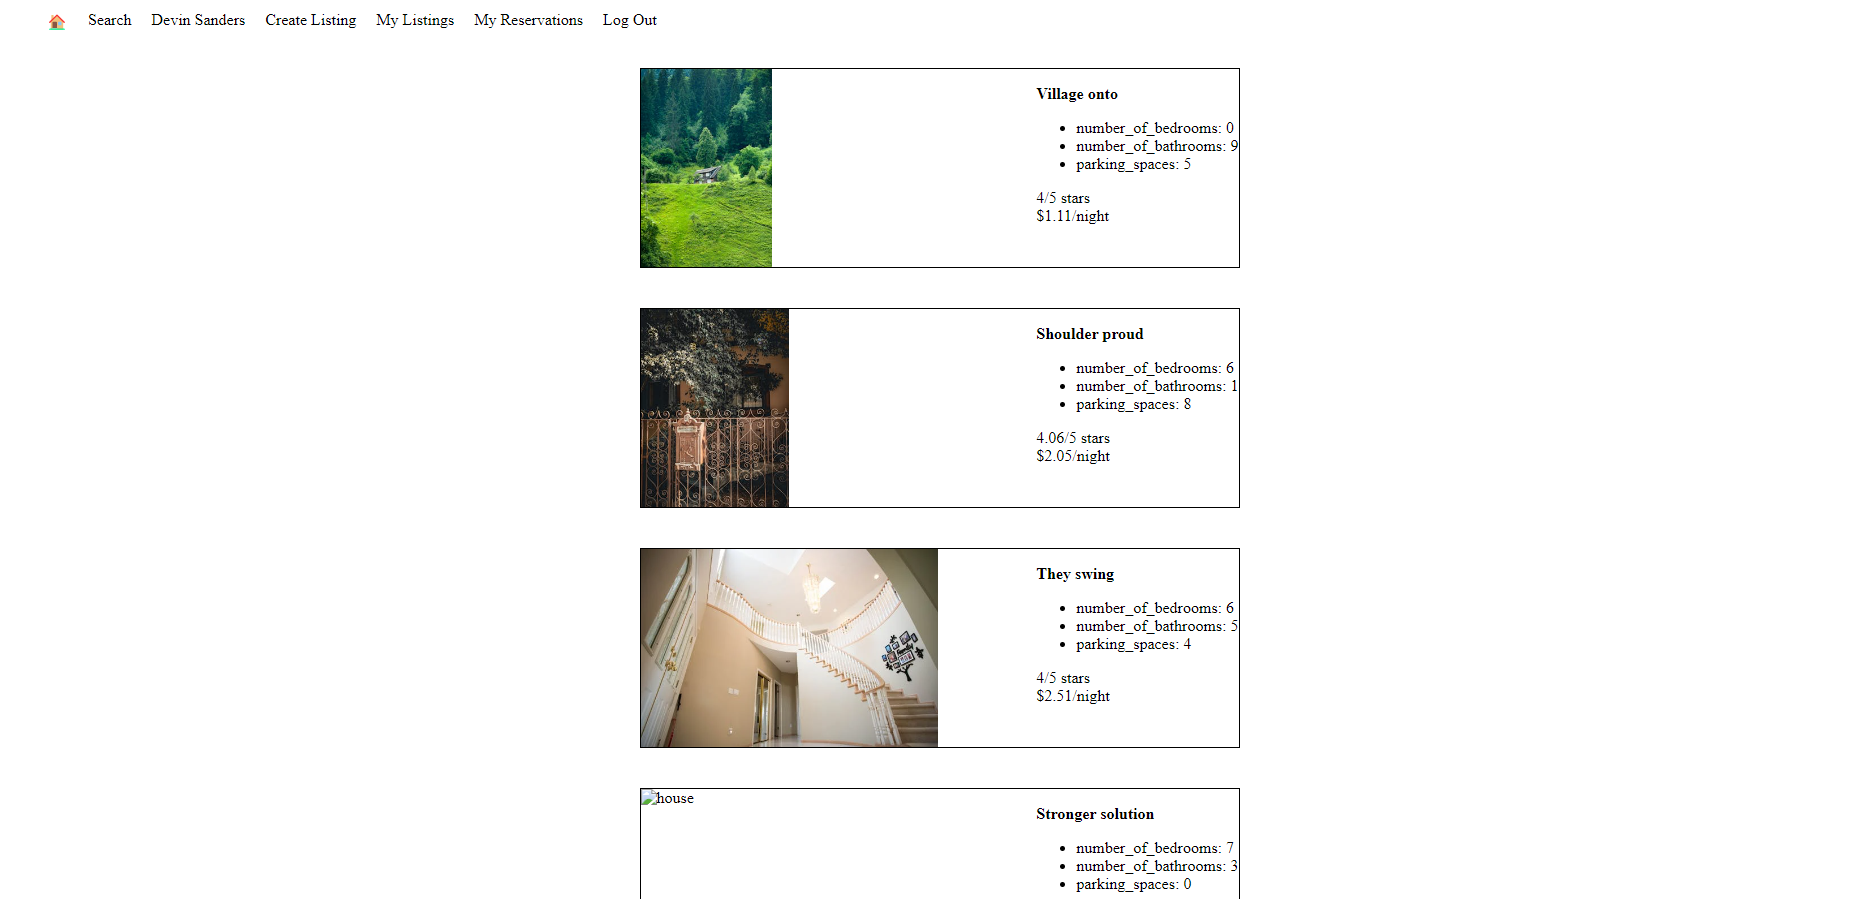 Search Devin Sanders Create Listing My Listings My Reservations Log Out
Village onto
number_of_bedrooms: 0
number_of_bathrooms: 9
parking_spaces: 5
4/5 stars
$1.11/night
Shoulder proud
number_of_bedrooms: 6
number_of_bathrooms: 1
parking_spaces: 8
4.06/5 stars
$2.05/night
They swing
number_of_bedrooms: 6
number_of_bathrooms: 5
parking_spaces: 4
4/5 stars
$2.51/night
house
Stronger solution
number_of_bedrooms: 7
number_of_bathrooms: 3
parking_spaces: 0